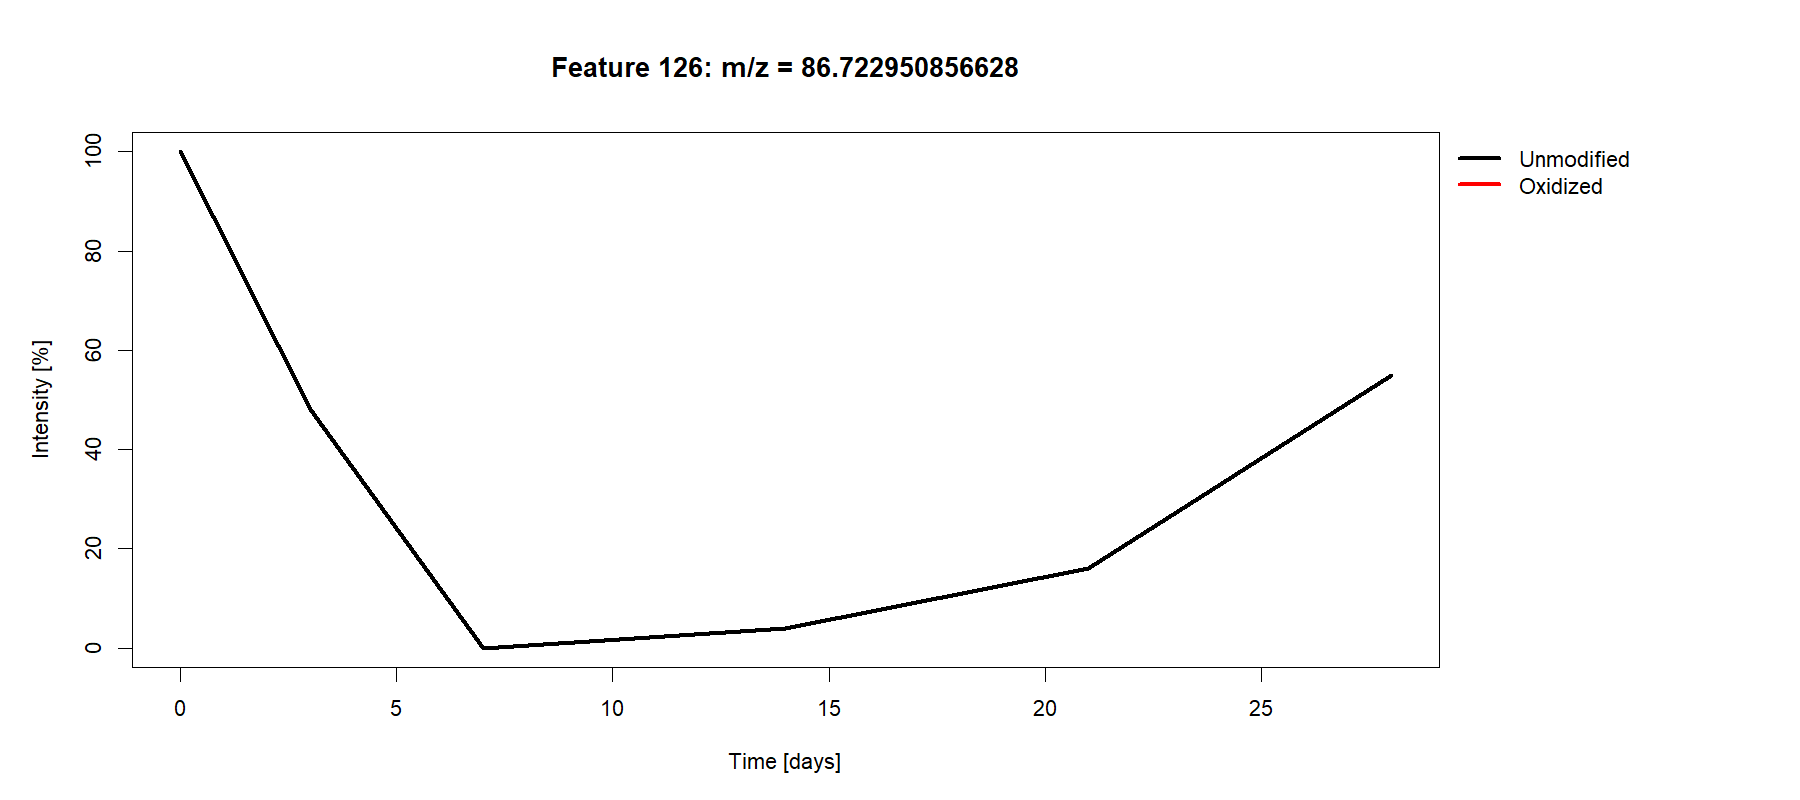 Feature 126: m/z = 86.722950856628
Unmodified
Oxidized
Intensity [%]
100
80
60
40
20
0
0 5 10 15 20 25
Time [days]